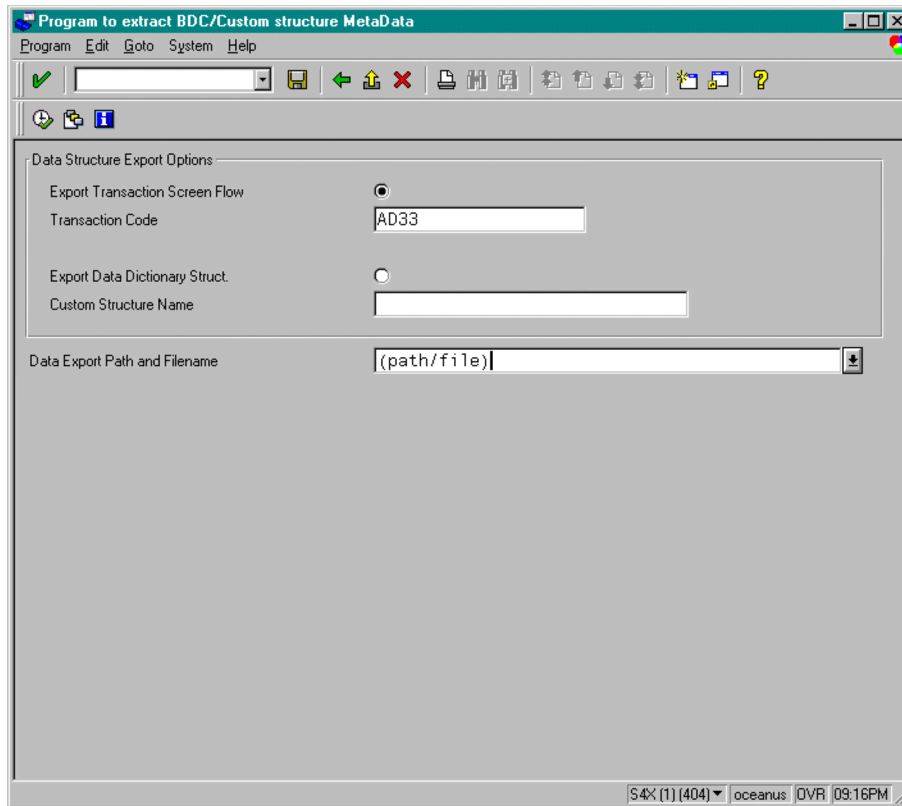 Program to extract BDC/Custom structure MetaData
Program Edit Goto System Help
Data Structure Export Options
Export Transaction Screen Flow
Transaction Code AD33
Export Data Dictionary Struct.
Custom Structure Name
Data Export Path and Filename (path/file)
S4X (1) (404) oceanus OVR 09:16PM